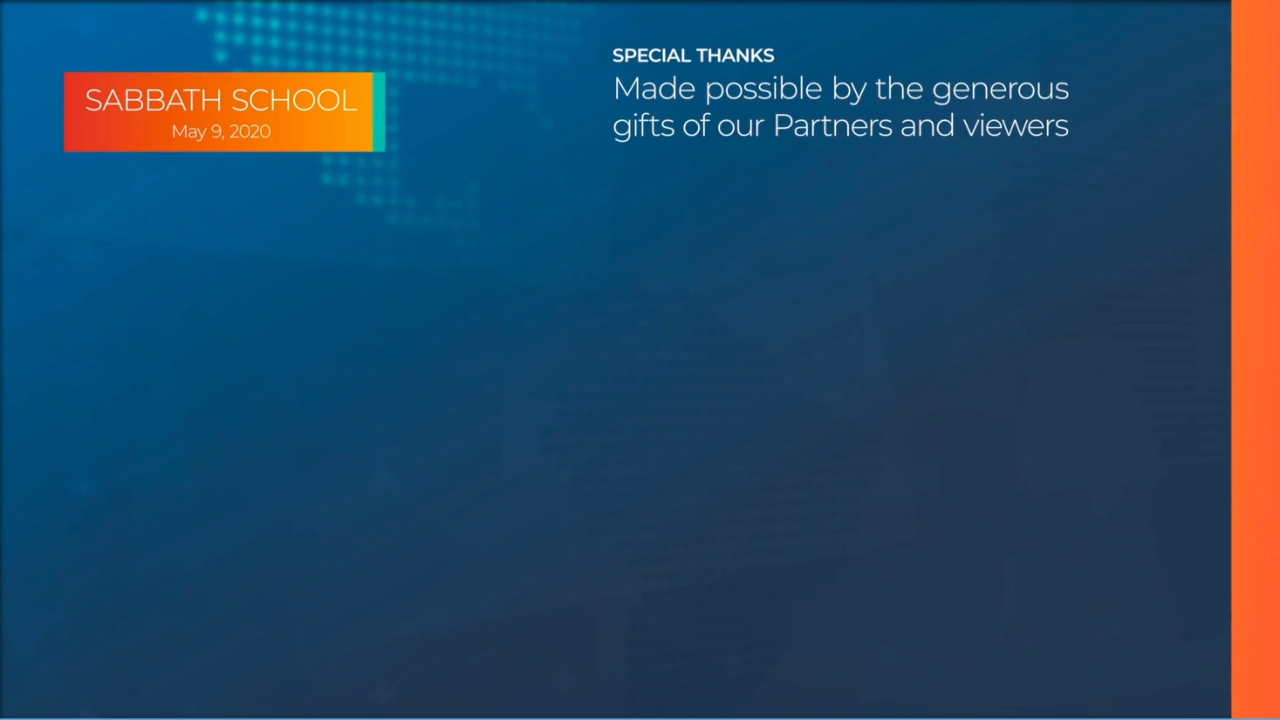 SABBATH SCHOOL
May 9, 2020
SPECIAL THANKS
Made possible by the generous
gifts of our Partners and viewers